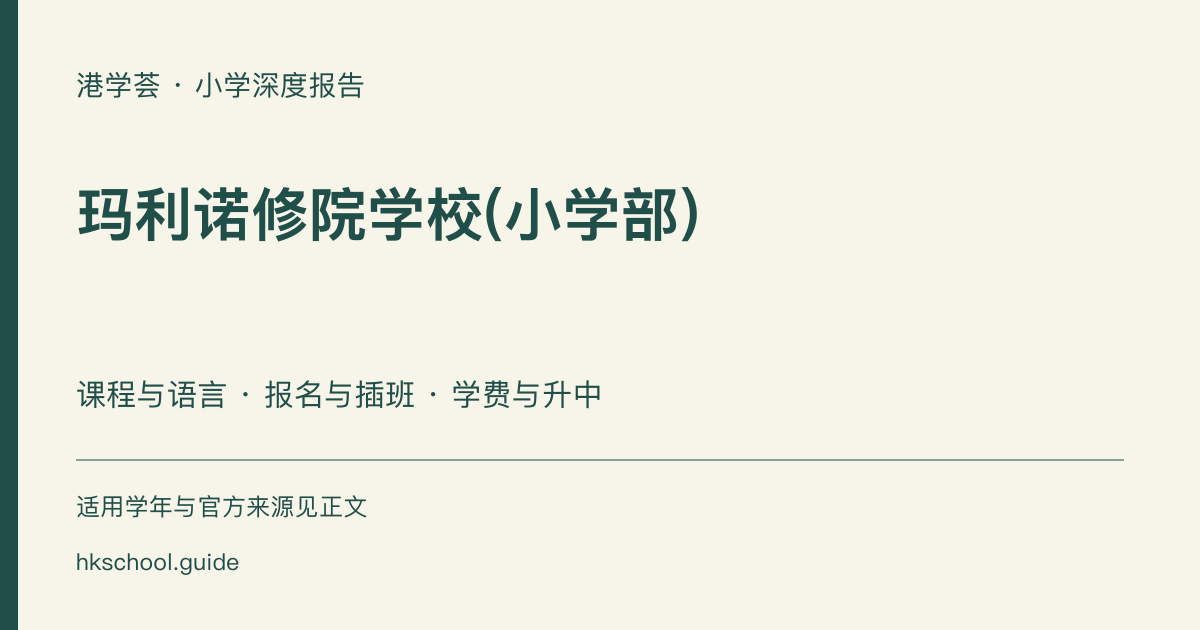 港学荟 · 小学深度报告
玛利诺修院学校(小学部)
课程与语言 · 报名与插班 · 学费与升中
适用学年与官方来源见正文
hkschool.guide